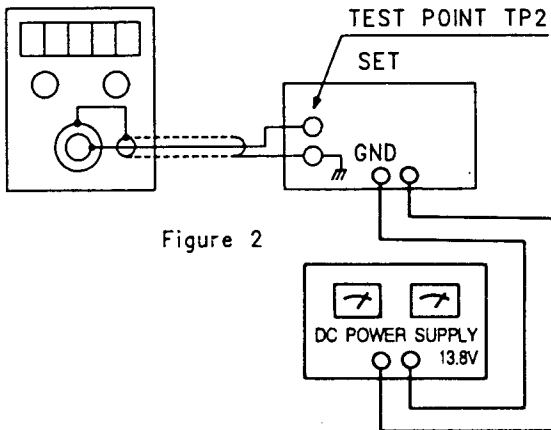 TEST POINT TP2
SET
GND
Figure 2
DC POWER SUPPLY
13.8V